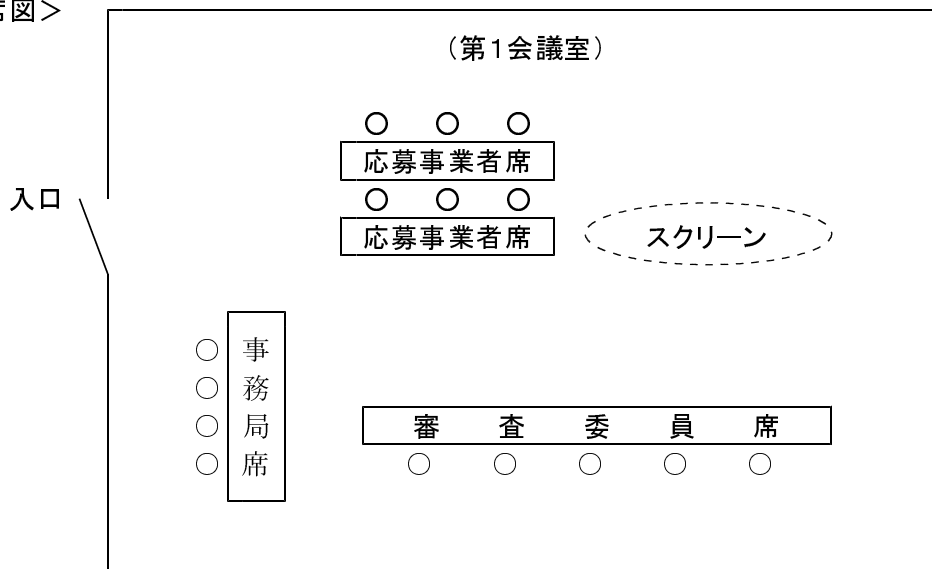 席図＞
（第１会議室）
○ ○ ○
応募事業者席
入口
○ ○ ○
応募事業者席
スクリーン
○ 事
○ 務
○ 局
○ 席
審査委員席
○ ○ ○ ○ ○